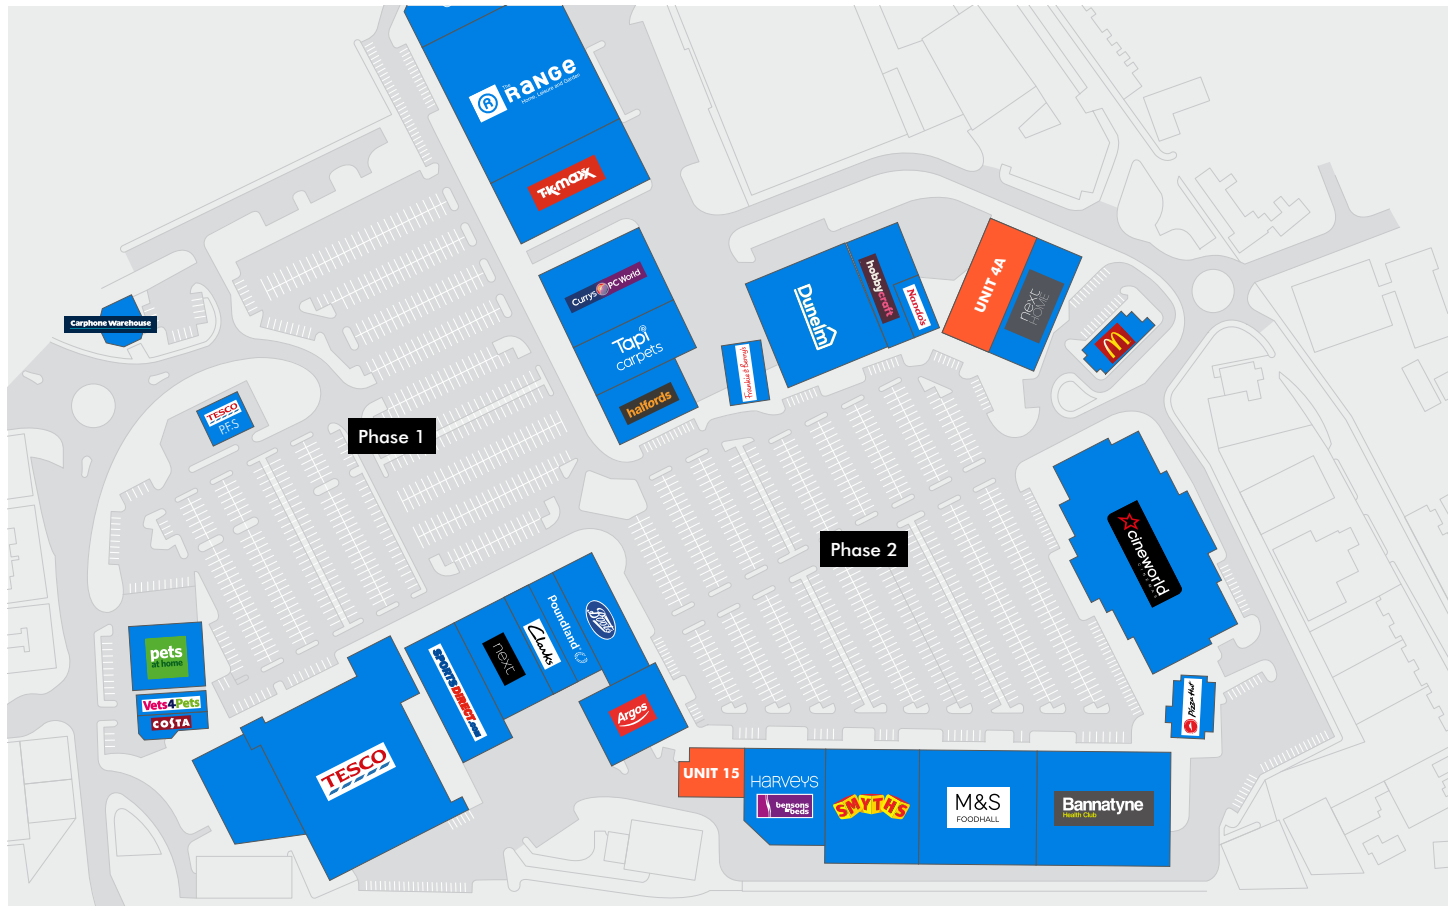 The
RANGE
Home, Leisure and Garden
TK·maxx
Currys PC World
Tapi
carpets
halfords
Dunelm
hobbycraft
Nando's
UNIT 4A
next
HOME
Frankie & Benny's
Carphone Warehouse
TESCO
P.F.S
Phase 1
Phase 2
cineworld
CINEMAS
pets
at home
Vets4Pets
COSTA
SPORTSDIRECT.com
next
Clarks
Poundland
Boots
Argos
TESCO
Pizza Hut
UNIT 15
HARVEYS
bensons
for beds
SMYTHS
M&S
FOODHALL
Bannatyne
Health Club